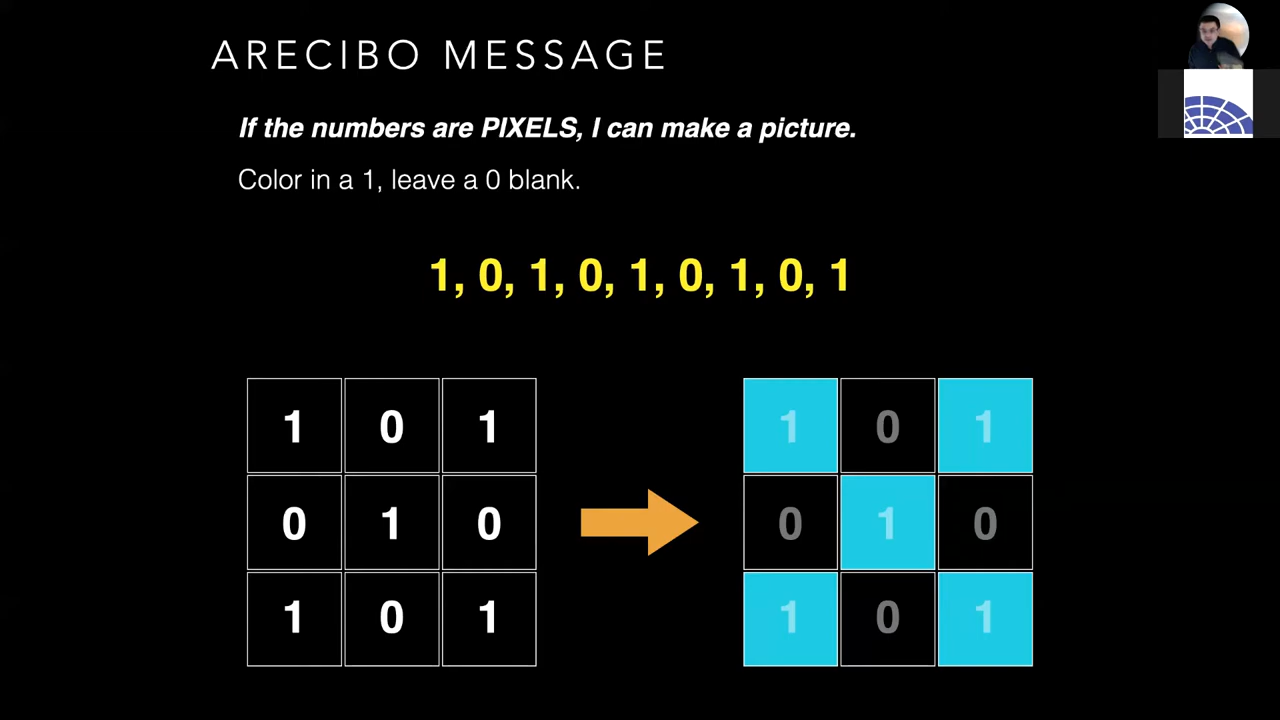 ARECIBO MESSAGE
If the numbers are PIXELS, I can make a picture.
Color in a 1, leave a 0 blank.
1, 0, 1, 0, 1, 0, 1, 0, 1
1 0 1
0 1 0
1 0 1
1 0 1
0 1 0
1 0 1